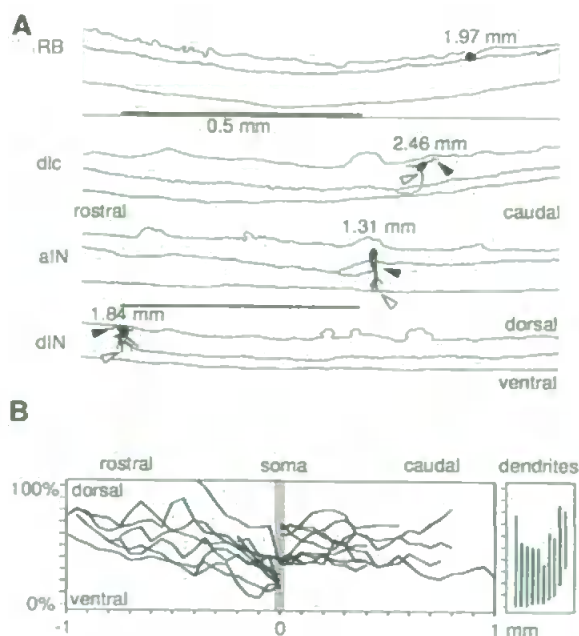 A
RB
1.97 mm
0.5 mm
dlc
2.46 mm
rostral
caudal
aIN
1.31 mm
1.84 mm
dIN
dorsal
ventral
B
rostral soma caudal dendrites
100%
dorsal
0%
ventral
-1 0 1 mm